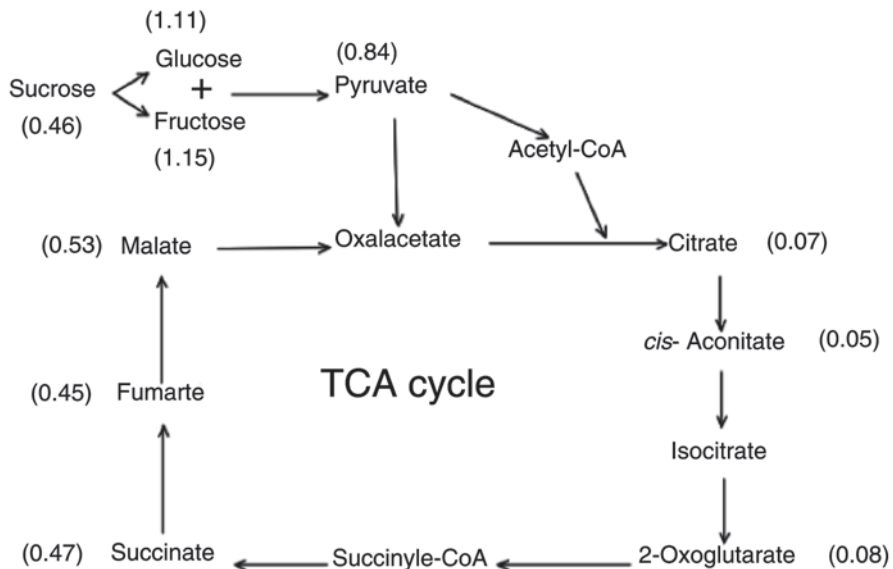 (1.11)
Glucose
(0.84)
Sucrose
+
Pyruvate
(0.46)
Fructose
(1.15)
Acetyl-CoA
(0.53) Malate
Oxalacetate
Citrate (0.07)
cis- Aconitate (0.05)
TCA cycle
(0.45) Fumarte
Isocitrate
(0.47) Succinate
Succinyle-CoA
2-Oxoglutarate (0.08)